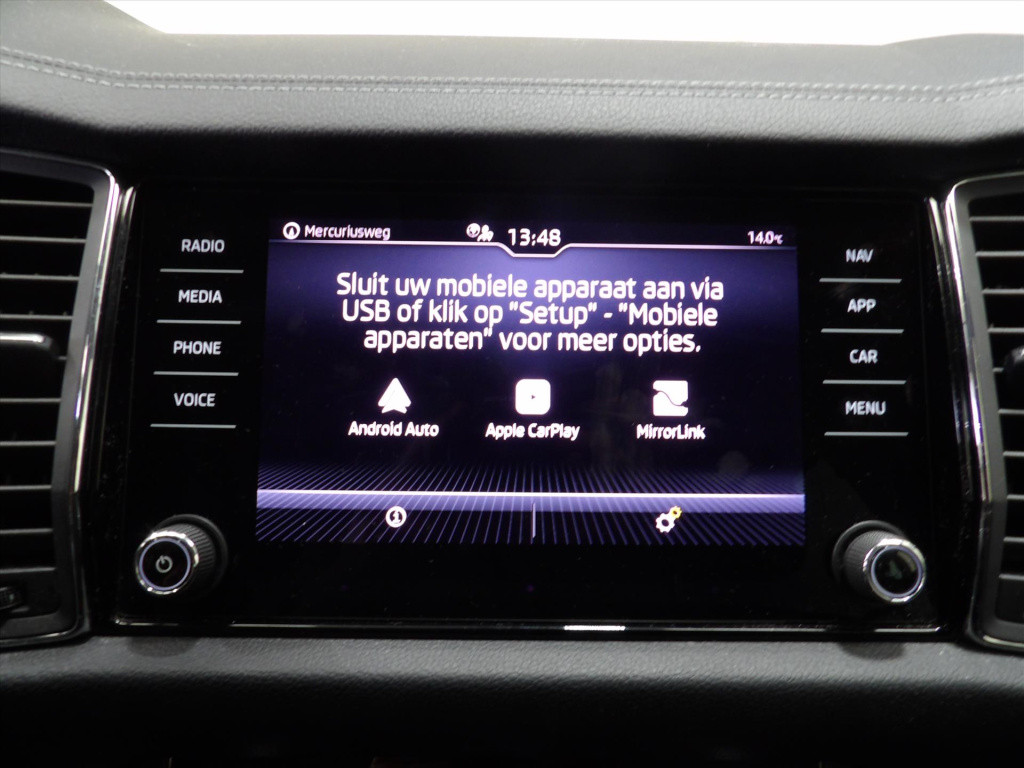 Mercuriusweg 13:48 14.0°C
RADIO
MEDIA
PHONE
VOICE
Sluit uw mobiele apparaat aan via
USB of klik op "Setup" - "Mobiele
apparaten" voor meer opties.
Android Auto Apple CarPlay MirrorLink
NAV
APP
CAR
MENU